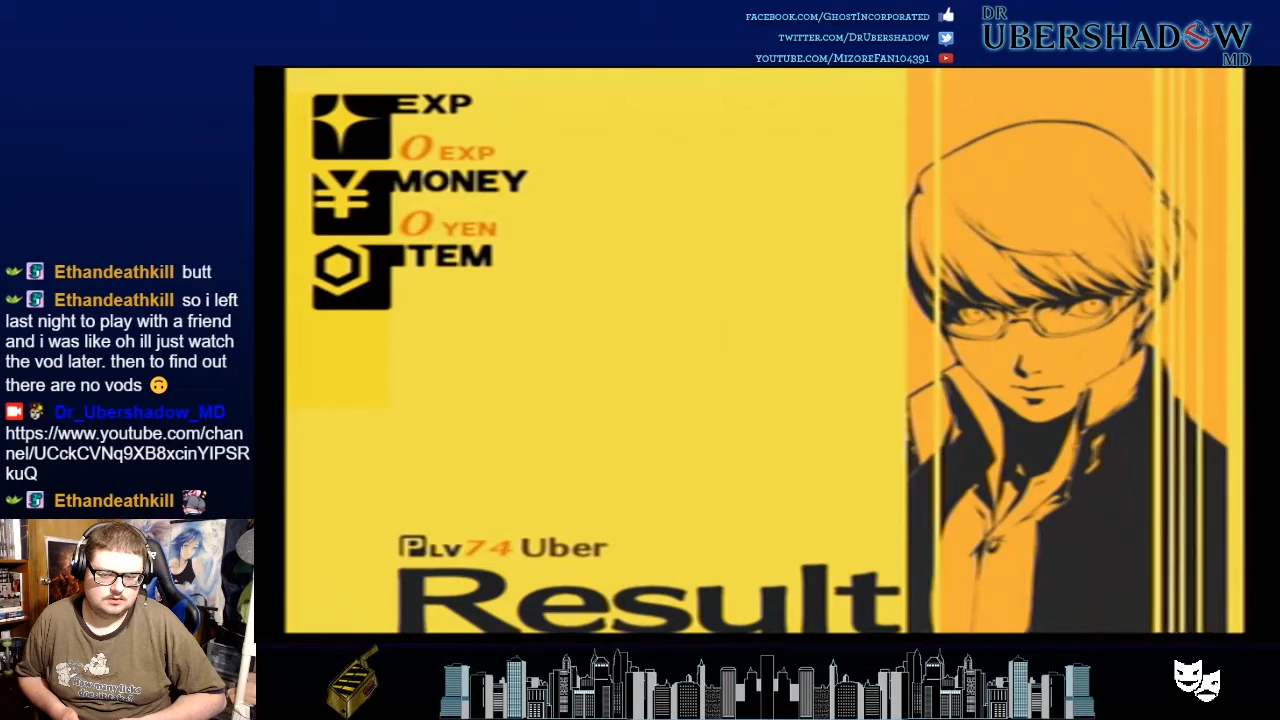 FACEBOOK.COM/GHOSTINCORPORATED
TWITTER.COM/DRUBERSHADOW
YOUTUBE.COM/MIZOREFAN104391
DR
UBERSHADOW
MD
EXP
0 EXP
MONEY
0 YEN
ITEM
PLV 74 Uber
Result
Ethandeathkill butt
Ethandeathkill so i left
last night to play with a friend
and i was like oh ill just watch
the vod later. then to find out
there are no vods 🙃
Dr_Ubershadow_MD
https://www.youtube.com/chan
nel/UCckCVNq9XB8xcinYIPSR
kuQ
Ethandeathkill